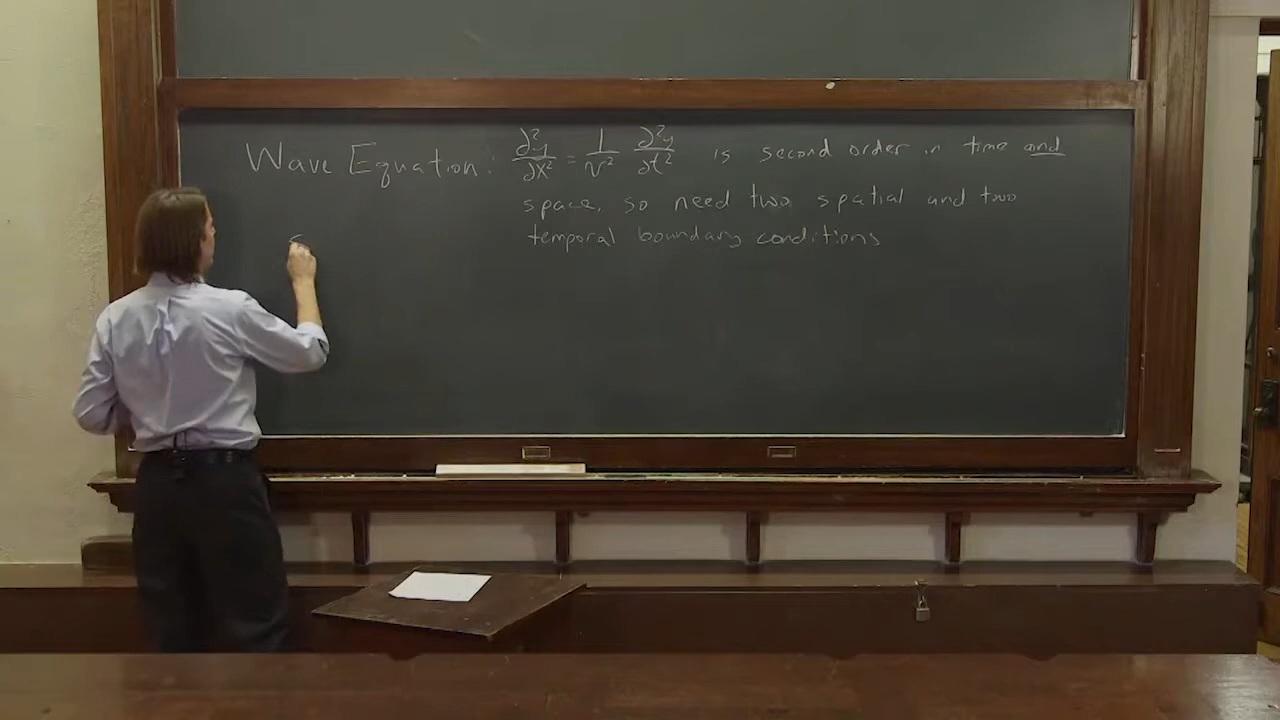 Wave Equation: ∂²y/∂x² = 1/v² ∂²y/∂t² is second order in time and
space, so need two spatial and two
temporal boundary conditions